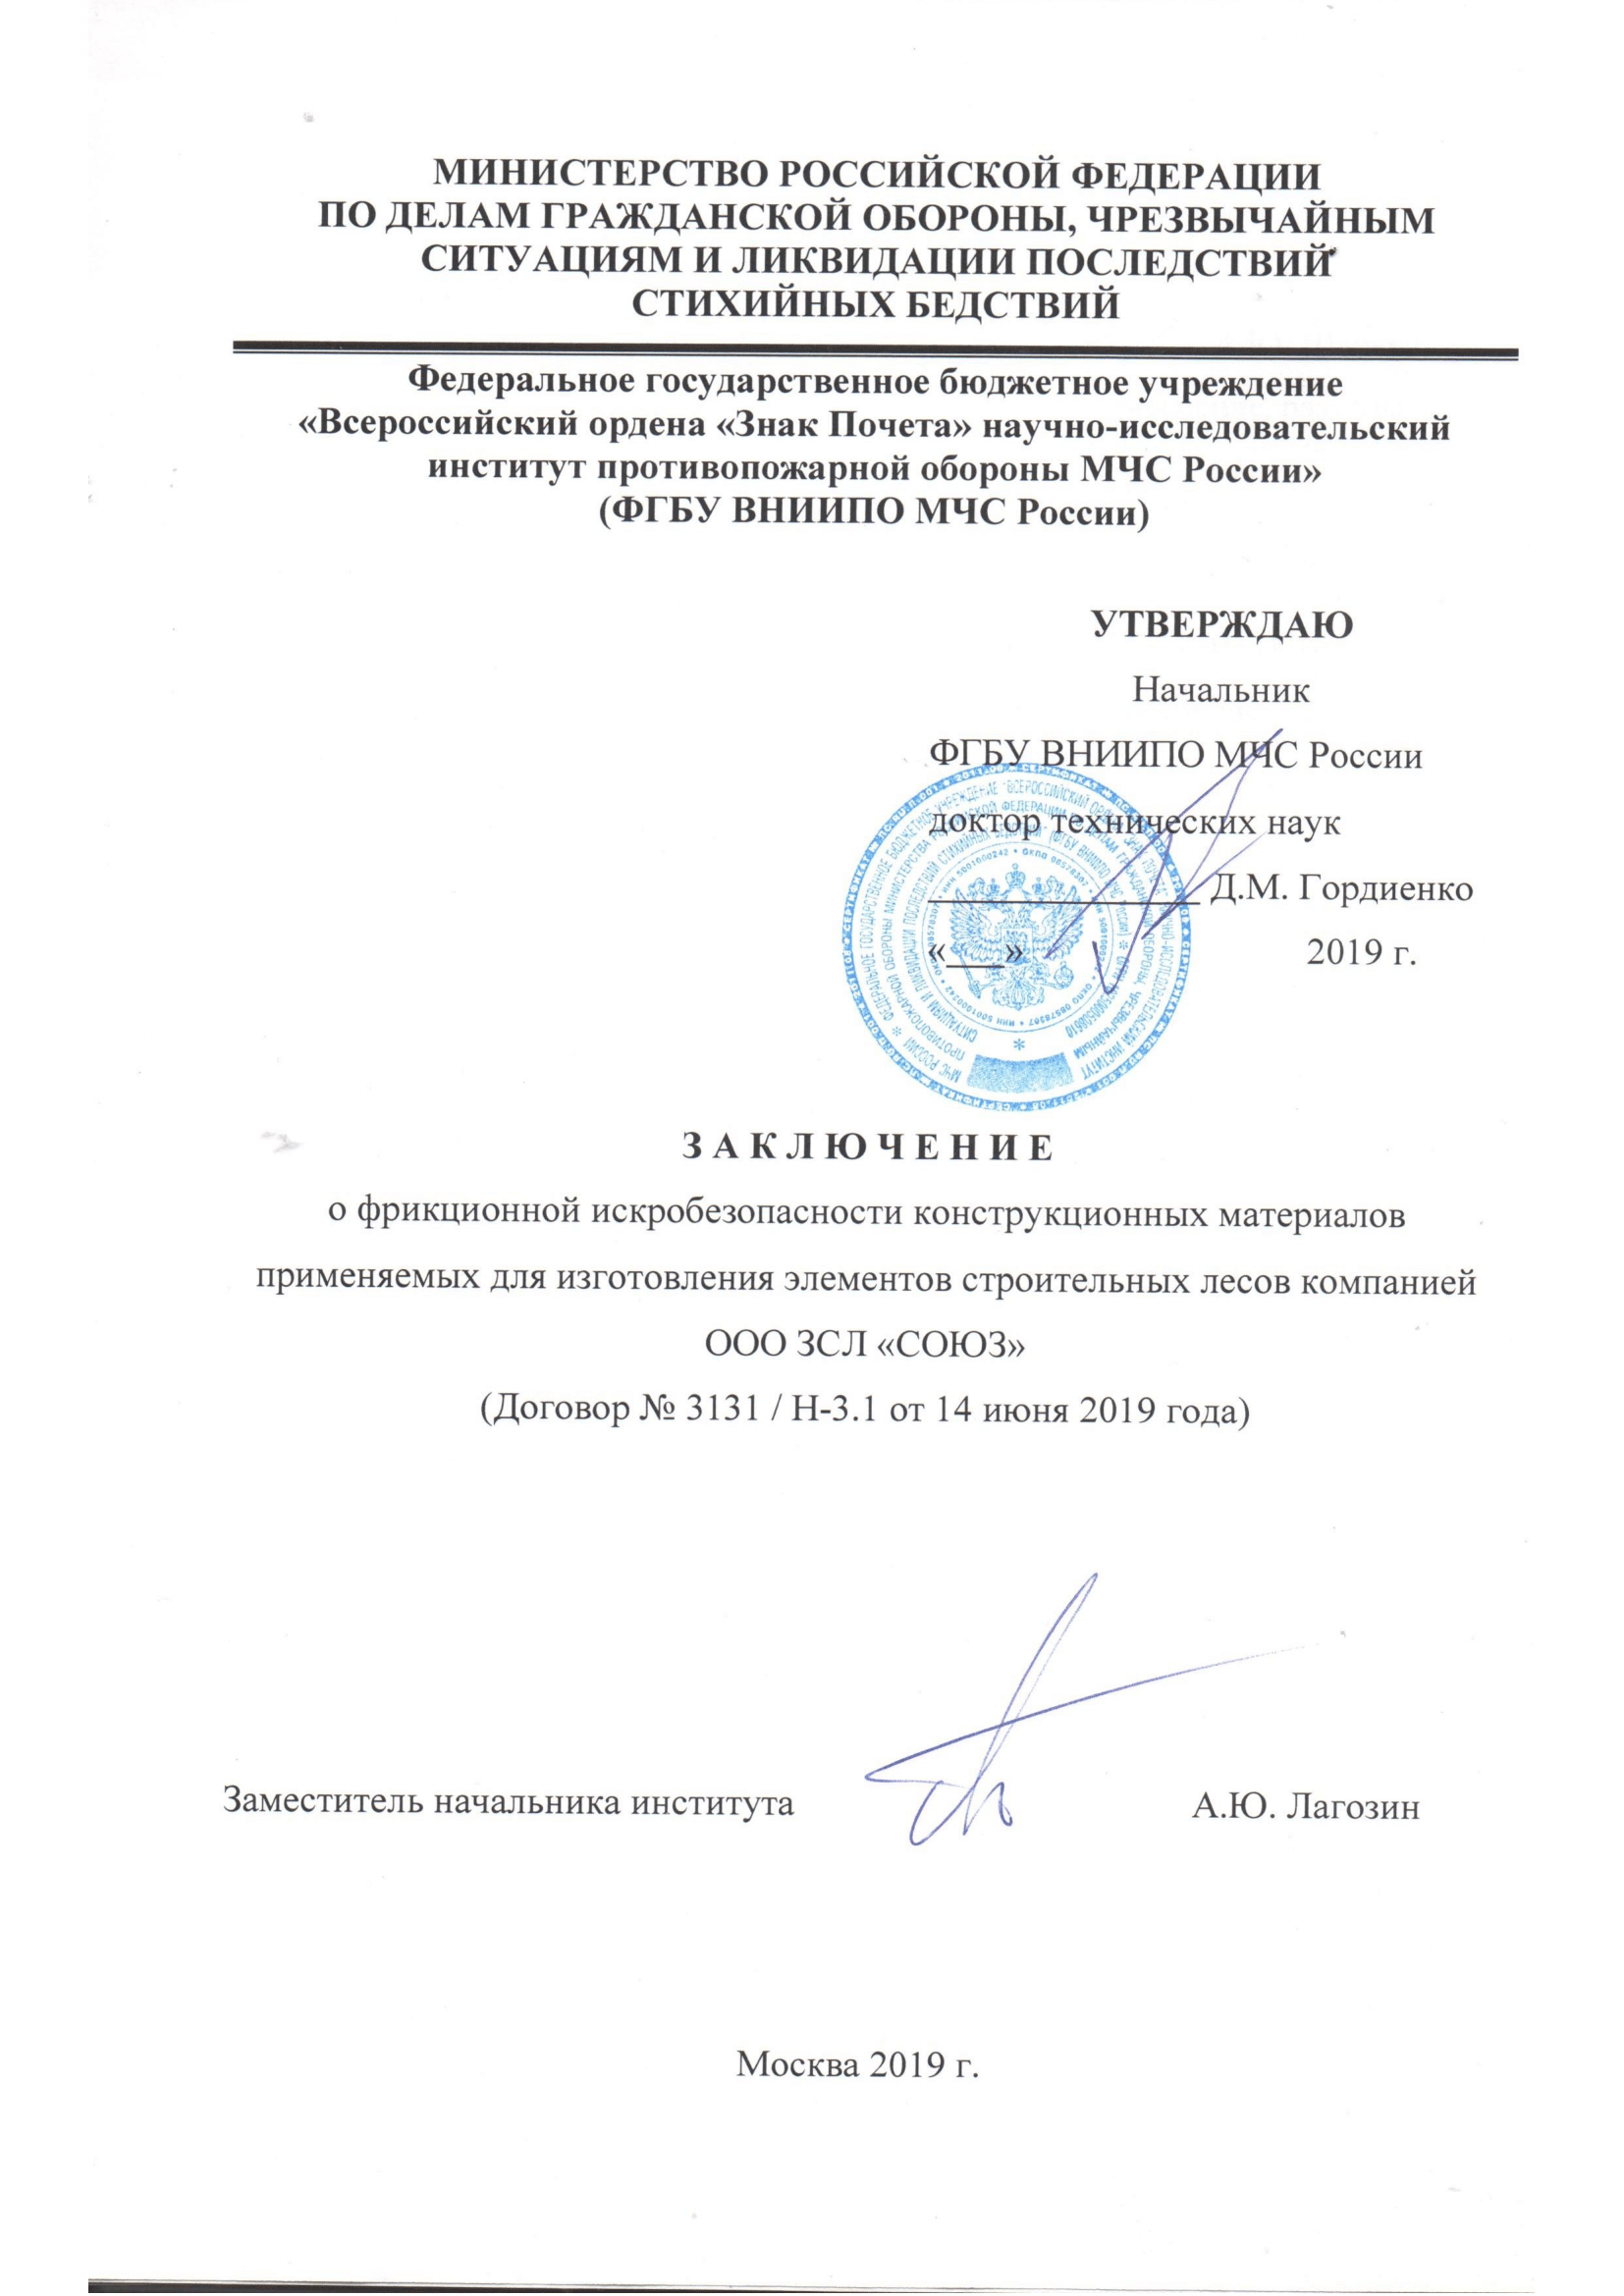 МИНИСТЕРСТВО РОССИЙСКОЙ ФЕДЕРАЦИИ
ПО ДЕЛАМ ГРАЖДАНСКОЙ ОБОРОНЫ, ЧРЕЗВЫЧАЙНЫМ
СИТУАЦИЯМ И ЛИКВИДАЦИИ ПОСЛЕДСТВИЙ
СТИХИЙНЫХ БЕДСТВИЙ
Федеральное государственное бюджетное учреждение
«Всероссийский ордена «Знак Почета» научно-исследовательский
институт противопожарной обороны МЧС России»
(ФГБУ ВНИИПО МЧС России)
УТВЕРЖДАЮ
Начальник
ФГБУ ВНИИПО МЧС России
доктор технических наук
Д.М. Гордиенко
«___» 2019 г.
З А К Л Ю Ч Е Н И Е
о фрикционной искробезопасности конструкционных материалов
применяемых для изготовления элементов строительных лесов компанией
ООО ЗСЛ «СОЮЗ»
(Договор № 3131 / Н-3.1 от 14 июня 2019 года)
Заместитель начальника института А.Ю. Лагозин
Москва 2019 г.